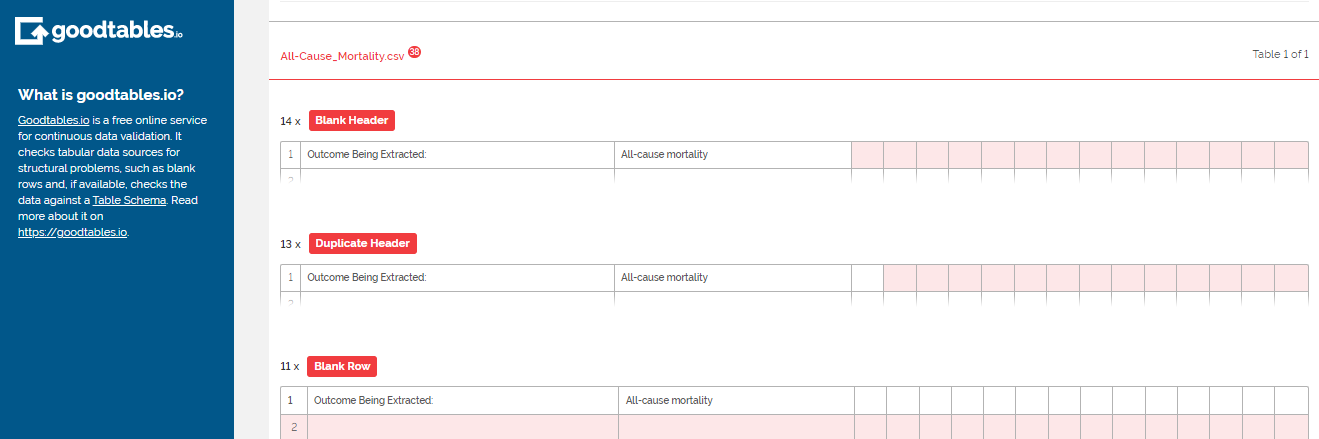 goodtables.io
What is goodtables.io?
Goodtables.io is a free online service
for continuous data validation. It
checks tabular data sources for
structural problems, such as blank
rows and, if available, checks the
data against a Table Schema. Read
more about it on
https://goodtables.io.
All-Cause_Mortality.csv 38
Table 1 of 1
14 x Blank Header
1 Outcome Being Extracted: All-cause mortality
2
13 x Duplicate Header
1 Outcome Being Extracted: All-cause mortality
2
11 x Blank Row
1 Outcome Being Extracted: All-cause mortality
2